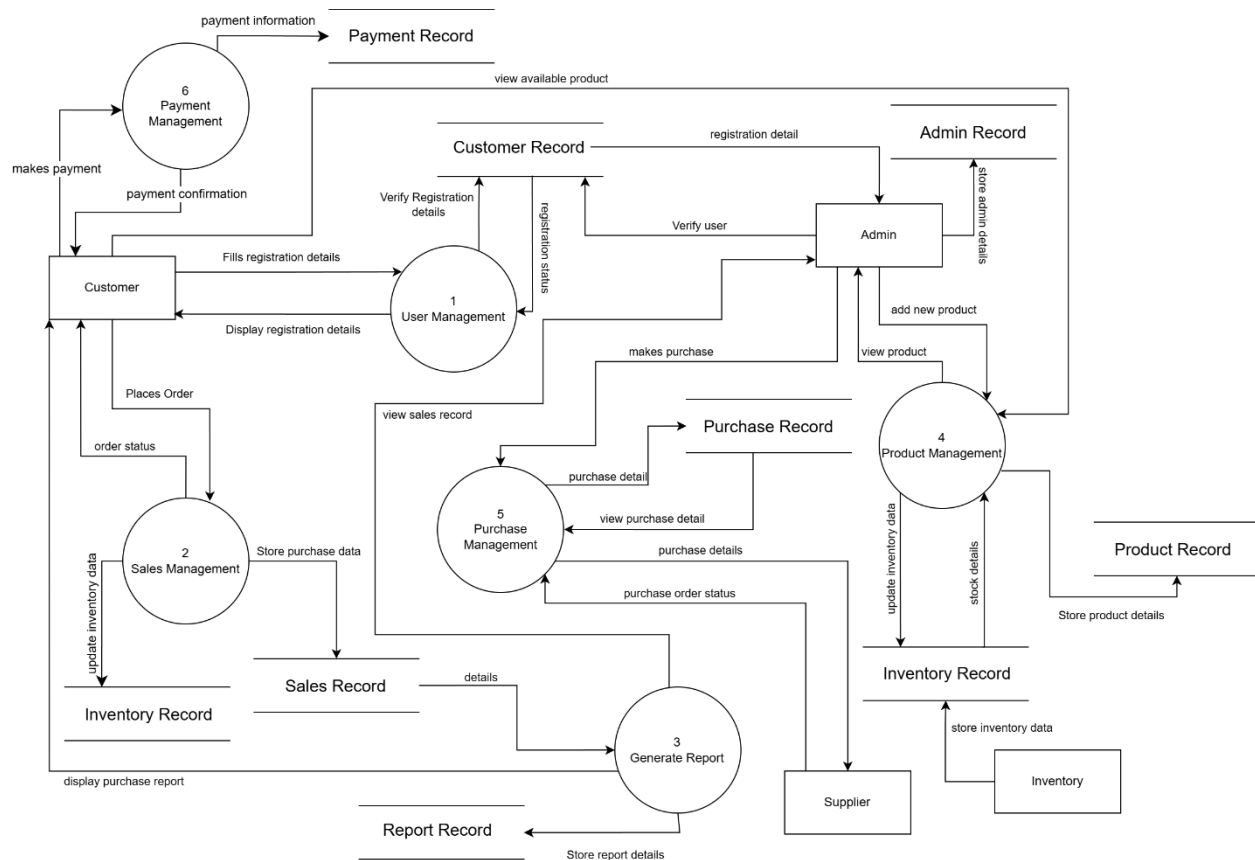 payment information
Payment Record
6
Payment
Management
view available product
Admin Record
Customer Record
registration detail
makes payment
payment confirmation
Verify Registration
details
registration status
store admin details
Verify user
Admin
Fills registration details
Customer
1
User Management
Display registration details
add new product
makes purchase
view product
Places Order
view sales record
Purchase Record
order status
4
Product Management
purchase detail
5
Purchase
Management
view purchase detail
2
Sales Management
Store purchase data
purchase details
update inventory data
stock details
Product Record
purchase order status
Store product details
update inventory data
Sales Record
details
Inventory Record
Inventory Record
3
Generate Report
store inventory data
display purchase report
Supplier
Inventory
Report Record
Store report details